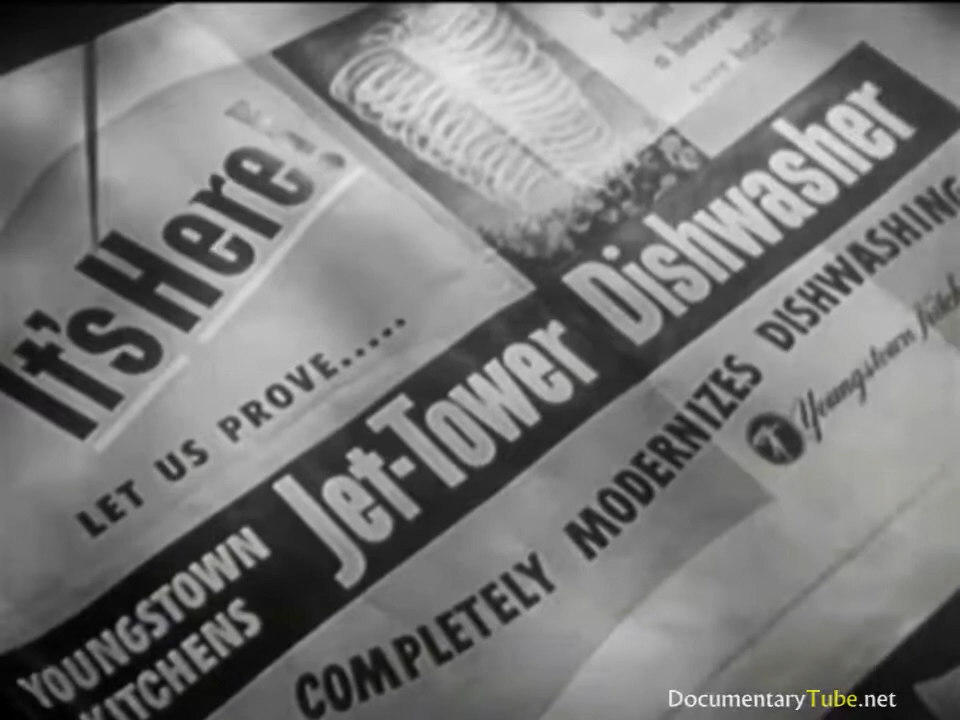 It's Here!
LET US PROVE.....
YOUNGSTOWN
KITCHENS
Jet-Tower Dishwasher
COMPLETELY MODERNIZES DISHWASHING
Youngstown
DocumentaryTube.net